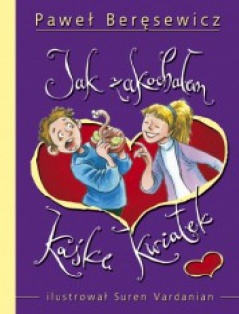 Paweł Beręsewicz
Jak zakochałem
Kaśkę Kwiatek
ilustrował Suren Vardanian